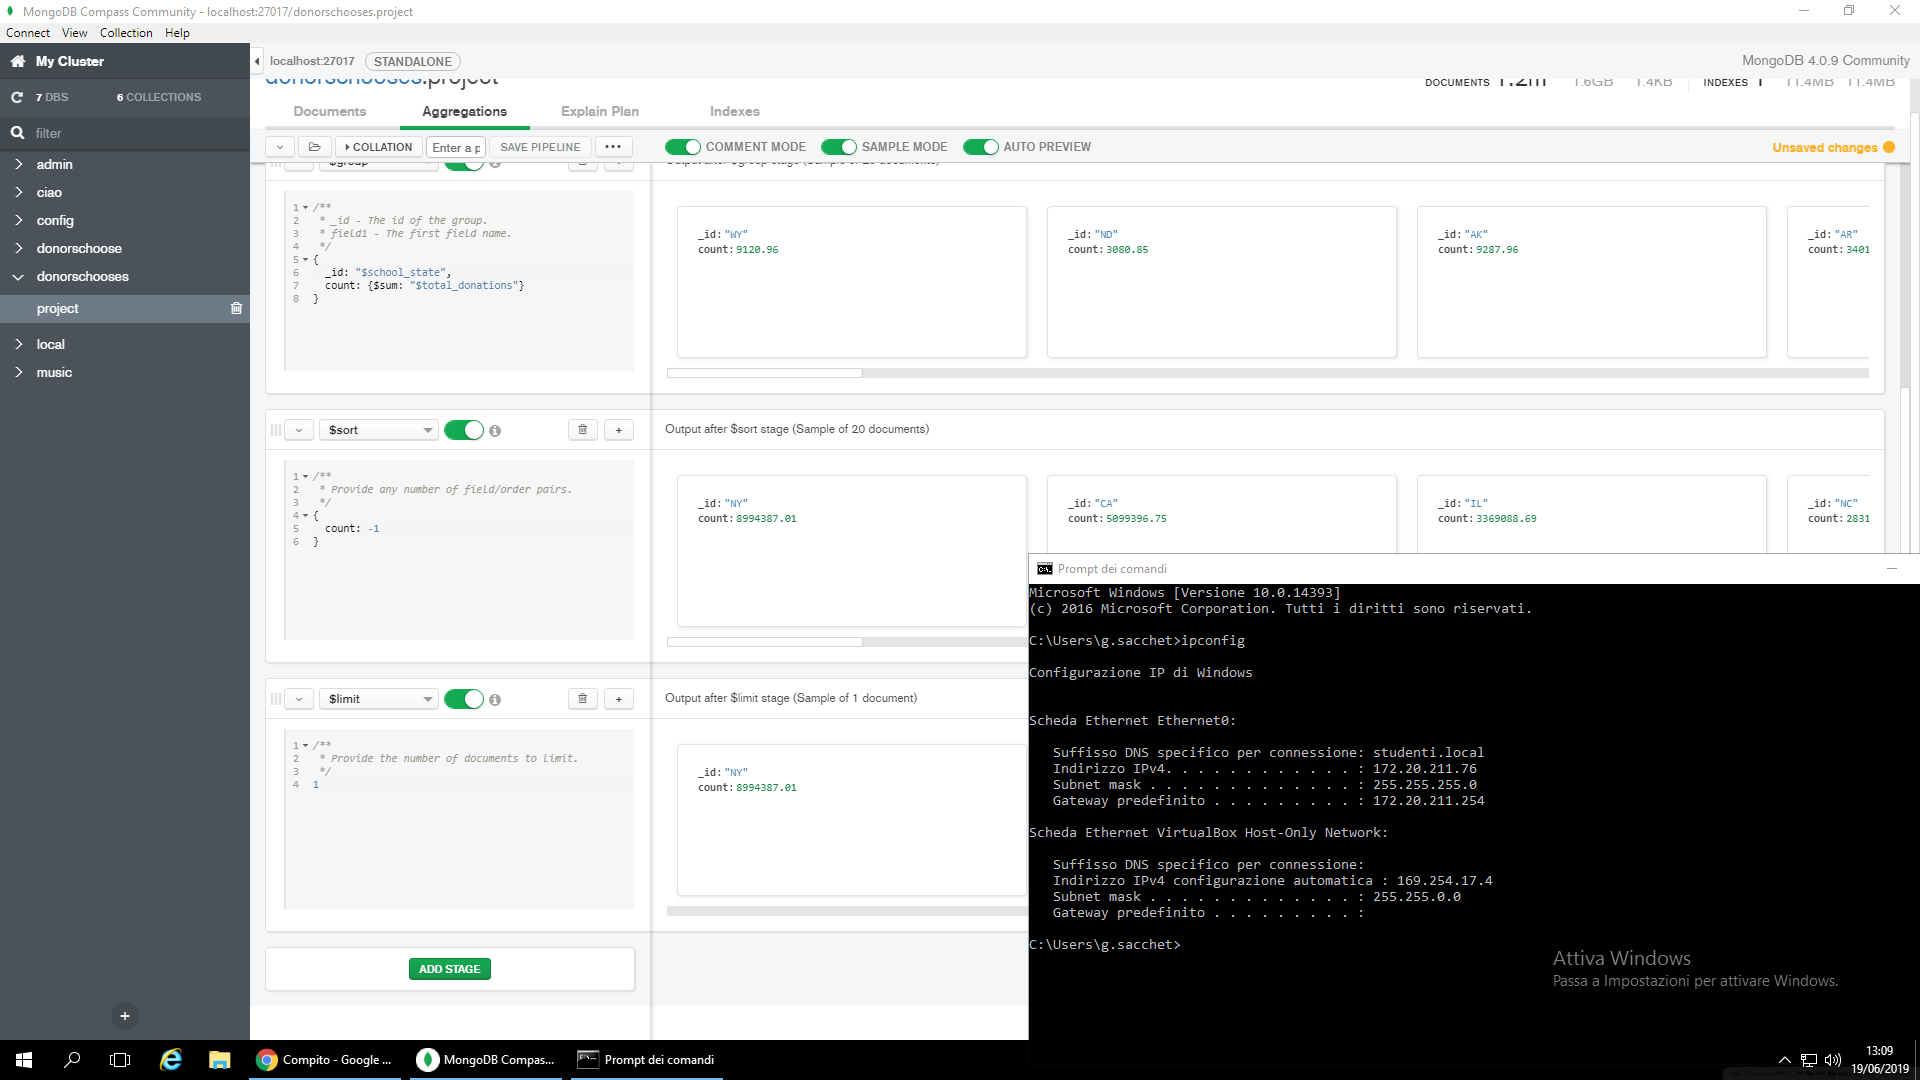 MongoDB Compass Community - localhost:27017/donorschooses.project
Connect View Collection Help
My Cluster
7 DBS 6 COLLECTIONS
filter
admin
ciao
config
donorschoose
donorschooses
project
local
music
localhost:27017 STANDALONE MongoDB 4.0.9 Community
donorschooses.project DOCUMENTS 1.2m 1.6GB 1.4KB INDEXES 1 11.4MB 11.4MB
Documents Aggregations Explain Plan Indexes
COLLATION Enter a p SAVE PIPELINE ••• COMMENT MODE SAMPLE MODE AUTO PREVIEW Unsaved changes
$group Output after $group stage (Sample of 20 documents)
1 /**
2 * _id - The id of the group.
3 * field1 - The first field name.
4 */
5 {
6 _id: "$school_state",
7 count: {$sum: "$total_donations"}
8 }
_id: "WY"
count: 9120.96
_id: "ND"
count: 3080.85
_id: "AK"
count: 9287.96
_id: "AR"
count: 3401
$sort Output after $sort stage (Sample of 20 documents)
1 /**
2 * Provide any number of field/order pairs.
3 */
4 {
5 count: -1
6 }
_id: "NY"
count: 8994387.01
_id: "CA"
count: 5099396.75
_id: "IL"
count: 3369088.69
_id: "NC"
count: 2831
$limit Output after $limit stage (Sample of 1 document)
1 /**
2 * Provide the number of documents to limit.
3 */
4 1
_id: "NY"
count: 8994387.01
ADD STAGE
Prompt dei comandi
Microsoft Windows [Versione 10.0.14393]
(c) 2016 Microsoft Corporation. Tutti i diritti sono riservati.
C:\Users\g.sacchet>ipconfig
Configurazione IP di Windows
Scheda Ethernet Ethernet0:
Suffisso DNS specifico per connessione: studenti.local
Indirizzo IPv4. . . . . . . . . . . . : 172.20.211.76
Subnet mask . . . . . . . . . . . . . : 255.255.255.0
Gateway predefinito . . . . . . . . . : 172.20.211.254
Scheda Ethernet VirtualBox Host-Only Network:
Suffisso DNS specifico per connessione:
Indirizzo IPv4 configurazione automatica : 169.254.17.4
Subnet mask . . . . . . . . . . . . . : 255.255.0.0
Gateway predefinito . . . . . . . . . :
C:\Users\g.sacchet>
Attiva Windows
Passa a Impostazioni per attivare Windows.
Compito - Google ... MongoDB Compas... Prompt dei comandi
13:09
19/06/2019